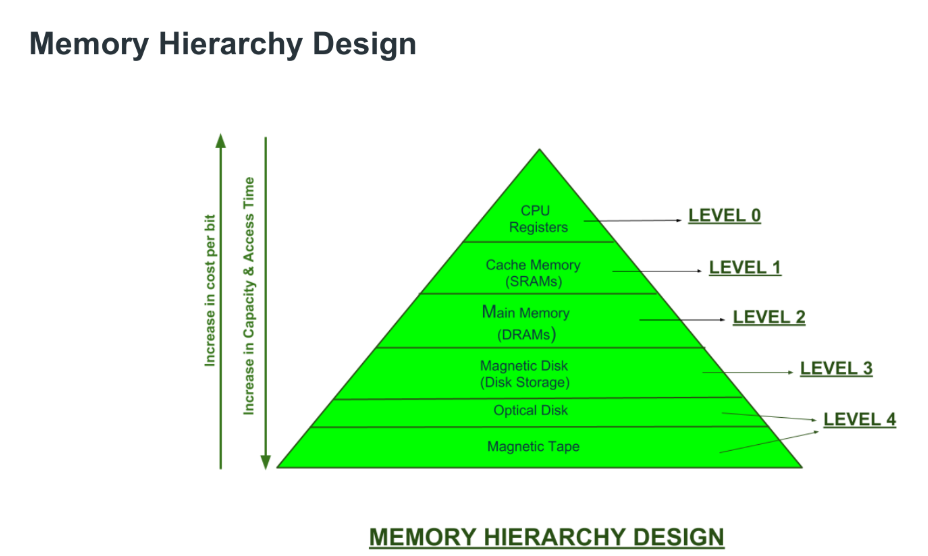 Memory Hierarchy Design
Increase in cost per bit
Increase in Capacity & Access Time
CPU
Registers
LEVEL 0
Cache Memory
(SRAMs)
LEVEL 1
Main Memory
(DRAMs)
LEVEL 2
Magnetic Disk
(Disk Storage)
LEVEL 3
Optical Disk
LEVEL 4
Magnetic Tape
MEMORY HIERARCHY DESIGN